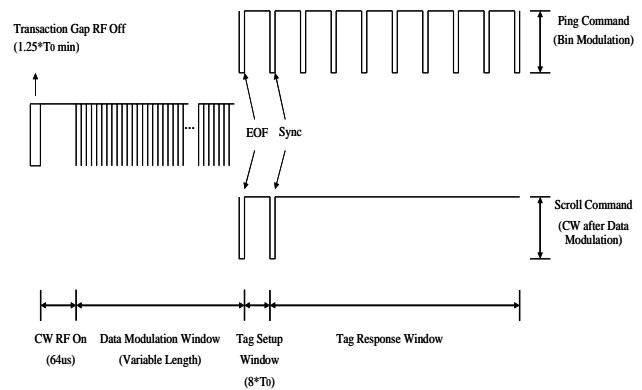 Transaction Gap RF Off
(1.25*T0 min)
Ping Command
(Bin Modulation)
...
EOF
Sync
Scroll Command
(CW after Data
Modulation)
CW RF On
(64us)
Data Modulation Window
(Variable Length)
Tag Setup
Window
(8*T0)
Tag Response Window